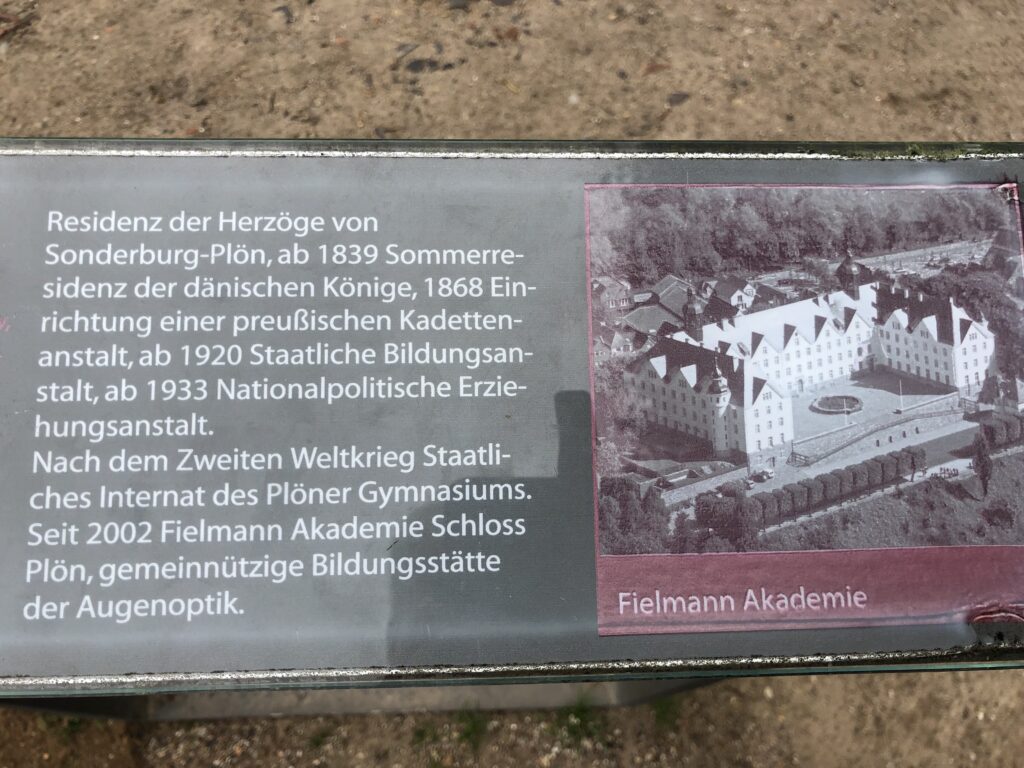 Residenz der Herzöge von
Sonderburg-Plön, ab 1839 Sommerre-
sidenz der dänischen Könige, 1868 Ein-
richtung einer preußischen Kadetten-
anstalt, ab 1920 Staatliche Bildungsan-
stalt, ab 1933 Nationalpolitische Erzie-
hungsanstalt.
Nach dem Zweiten Weltkrieg Staatli-
ches Internat des Plöner Gymnasiums.
Seit 2002 Fielmann Akademie Schloss
Plön, gemeinnützige Bildungsstätte
der Augenoptik.
Fielmann Akademie